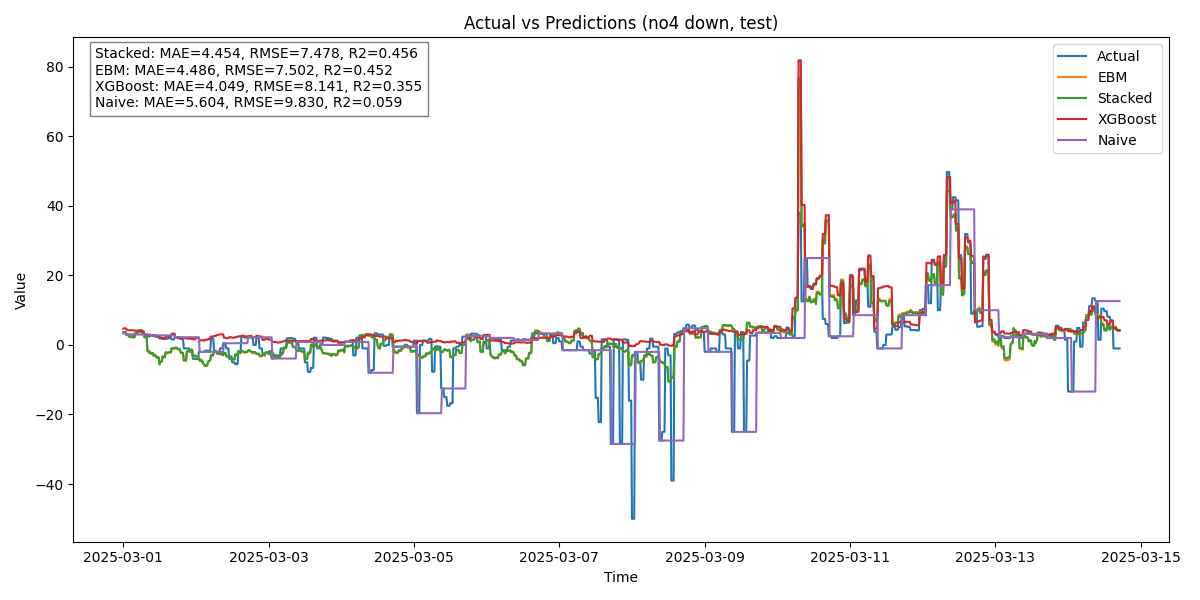 Actual vs Predictions (no4 down, test)
Stacked: MAE=4.454, RMSE=7.478, R2=0.456
EBM: MAE=4.486, RMSE=7.502, R2=0.452
XGBoost: MAE=4.049, RMSE=8.141, R2=0.355
Naive: MAE=5.604, RMSE=9.830, R2=0.059
Actual
EBM
Stacked
XGBoost
Naive
Value
80
60
40
20
0
−20
−40
2025-03-01
2025-03-03
2025-03-05
2025-03-07
2025-03-09
2025-03-11
2025-03-13
2025-03-15
Time